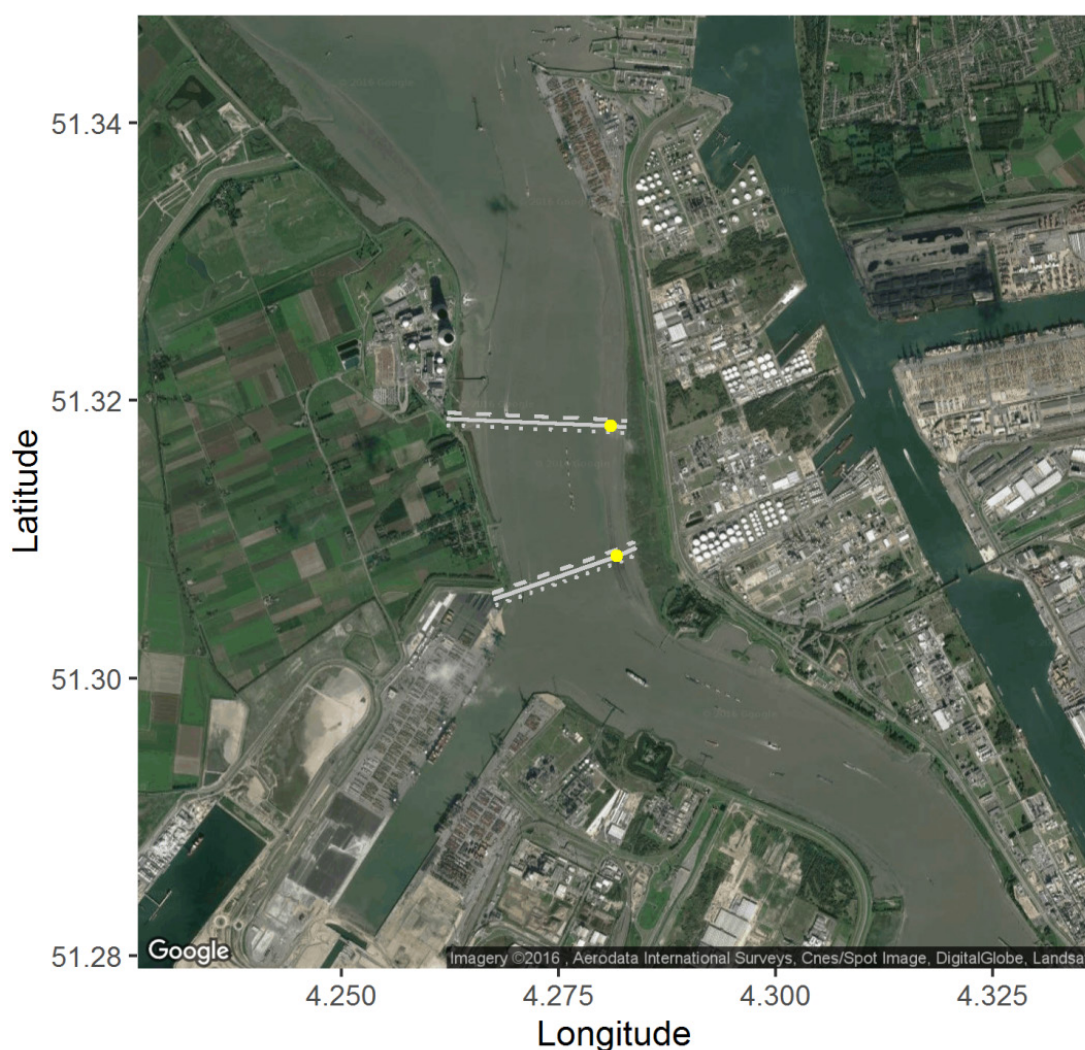 51.34
51.32
51.30
51.28
Latitude
4.250
4.275
4.300
4.325
Longitude
Google
Imagery ©2016 , Aerodata International Surveys, Cnes/Spot Image, DigitalGlobe, Landsa